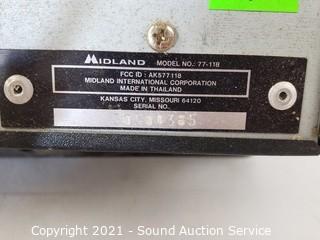 MIDLAND MODEL NO.: 77-118
FCC ID : AK577118
MIDLAND INTERNATIONAL CORPORATION
MADE IN THAILAND
KANSAS CITY, MISSOURI 64120
SERIAL NO.
Copyright 2021 - Sound Auction Service